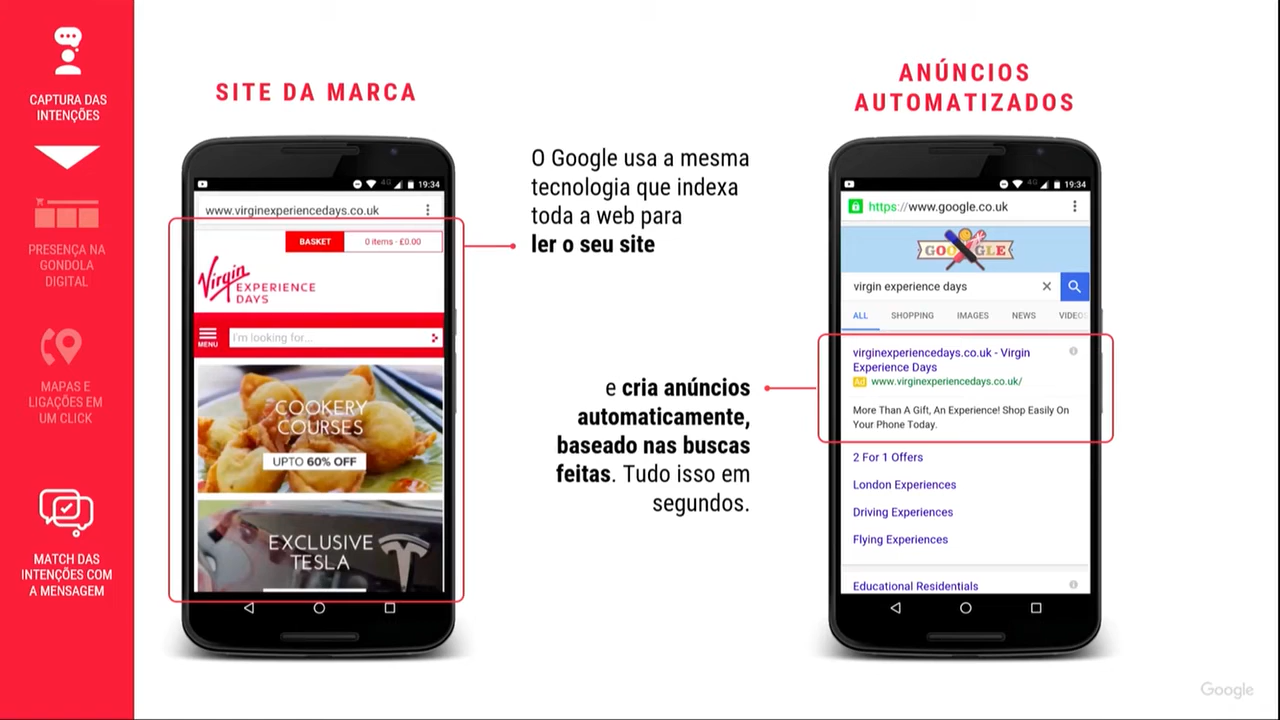 CAPTURA DAS
INTENÇÕES
PRESENÇA NA
GONDOLA
DIGITAL
MAPAS E
LIGAÇÕES EM
UM CLICK
MATCH DAS
INTENÇÕES COM
A MENSAGEM
SITE DA MARCA
4G 19:34
www.virginexperiencedays.co.uk
BASKET 0 items - £0.00
Virgin EXPERIENCE
DAYS
MENU I'm looking for...
COOKERY
COURSES
UPTO 60% OFF
EXCLUSIVE
TESLA
O Google usa a mesma
tecnologia que indexa
toda a web para
ler o seu site
e cria anúncios
automaticamente,
baseado nas buscas
feitas. Tudo isso em
segundos.
ANÚNCIOS
AUTOMATIZADOS
4G 19:34
https://www.google.co.uk
GOOGLE
virgin experience days
ALL SHOPPING IMAGES NEWS VIDEOS
virginexperiencedays.co.uk - Virgin
Experience Days
Ad www.virginexperiencedays.co.uk/
More Than A Gift, An Experience! Shop Easily On
Your Phone Today.
2 For 1 Offers
London Experiences
Driving Experiences
Flying Experiences
Educational Residentials
Google